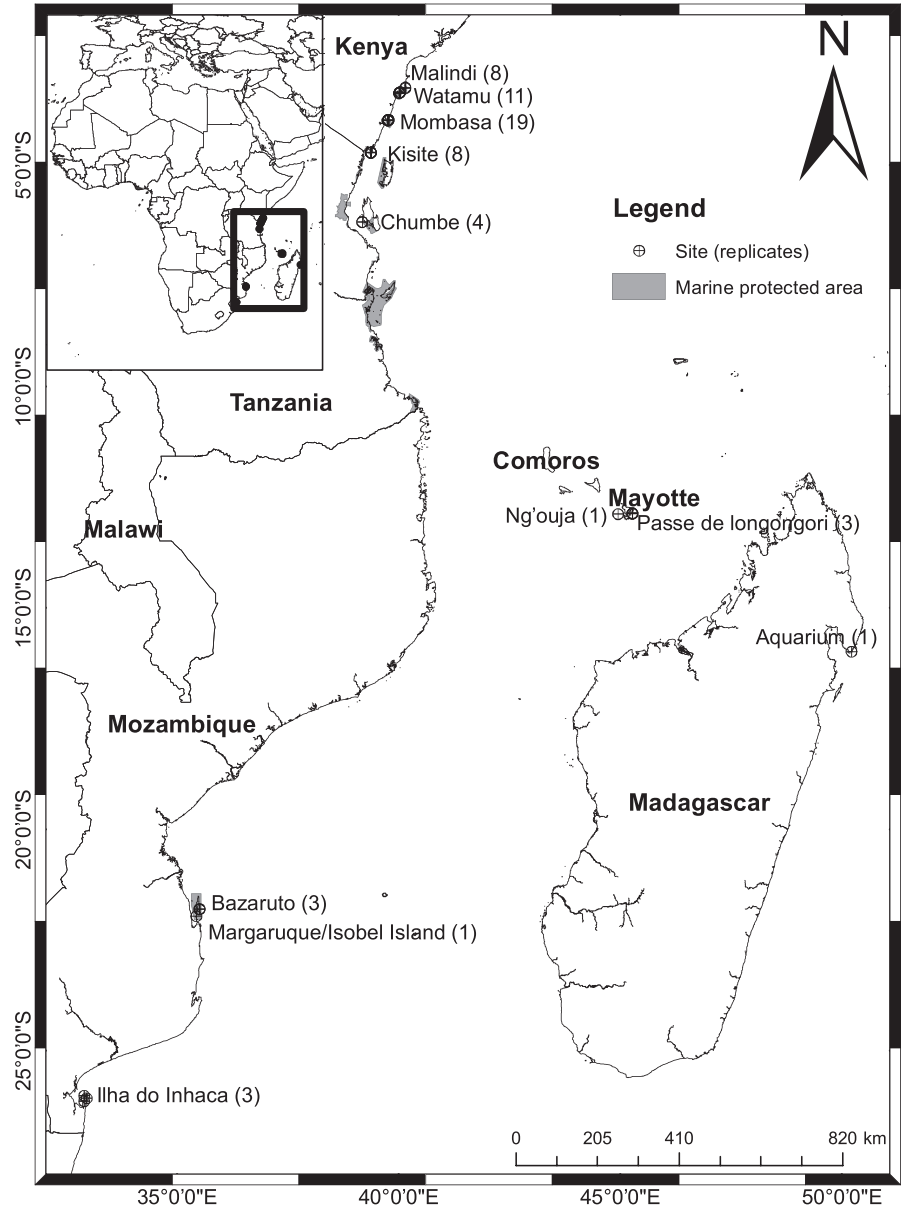 Kenya
N
Malindi (8)
Watamu (11)
Mombasa (19)
Kisite (8)
Chumbe (4)
Legend
Site (replicates)
Marine protected area
Tanzania
Comoros
Mayotte
Ng'ouja (1)
Passe de longongori (3)
Malawi
Aquarium (1)
Mozambique
Madagascar
Bazaruto (3)
Margaruque/Isobel Island (1)
Ilha do Inhaca (3)
0 205 410 820 km
5°0'0"S
10°0'0"S
15°0'0"S
20°0'0"S
25°0'0"S
35°0'0"E 40°0'0"E 45°0'0"E 50°0'0"E